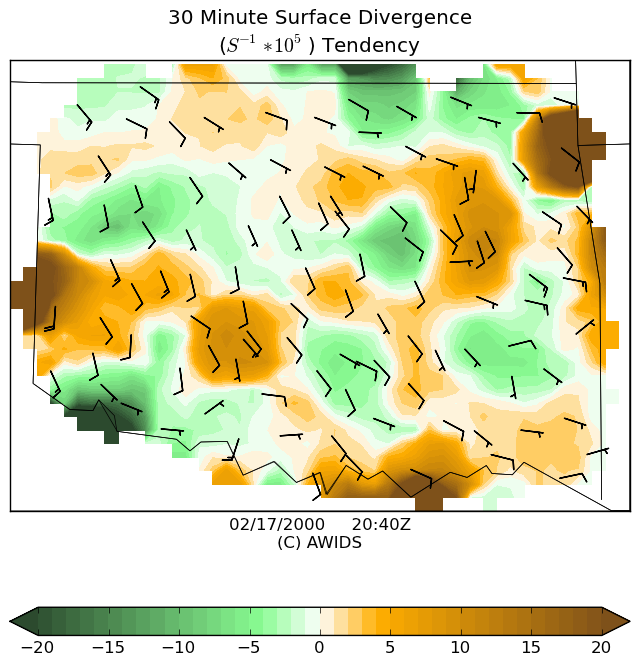 30 Minute Surface Divergence
(S⁻¹ *10⁵ ) Tendency
02/17/2000 20:40Z
(C) AWIDS
−20 −15 −10 −5 0 5 10 15 20